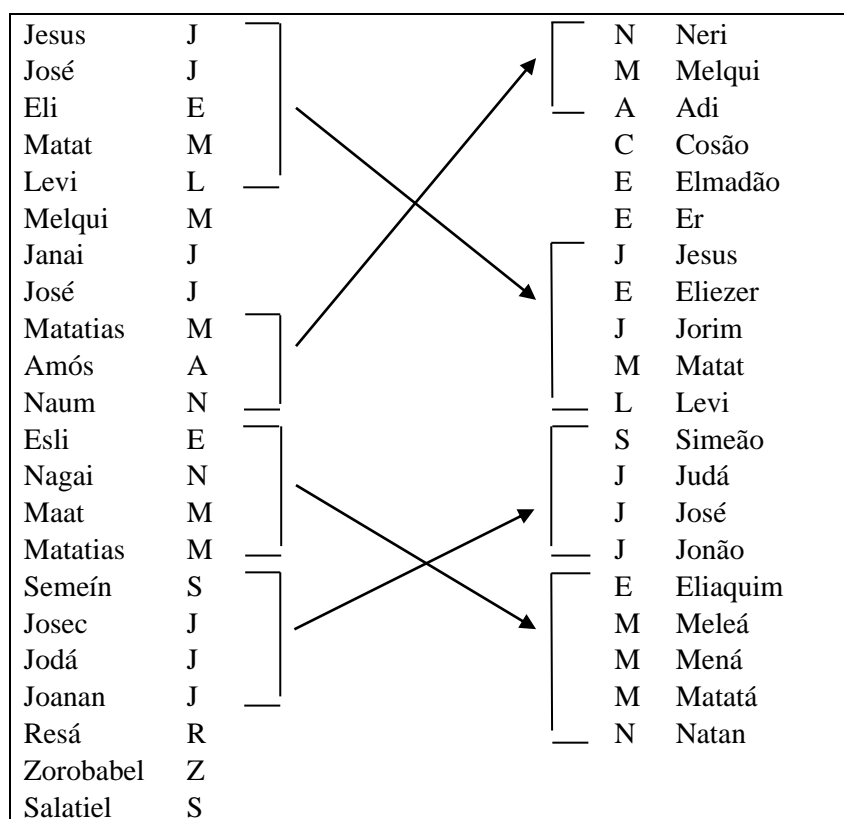 Jesus J N Neri
José J M Melqui
Eli E A Adi
Matat M C Cosão
Levi L E Elmadão
Melqui M E Er
Janai J J Jesus
José J E Eliezer
Matatias M J Jorim
Amós A M Matat
Naum N L Levi
Esli E S Simeão
Nagai N J Judá
Maat M J José
Matatias M J Jonão
Semeín S E Eliaquim
Josec J M Meleá
Jodá J M Mená
Joanan J M Matatá
Resá R N Natan
Zorobabel Z
Salatiel S